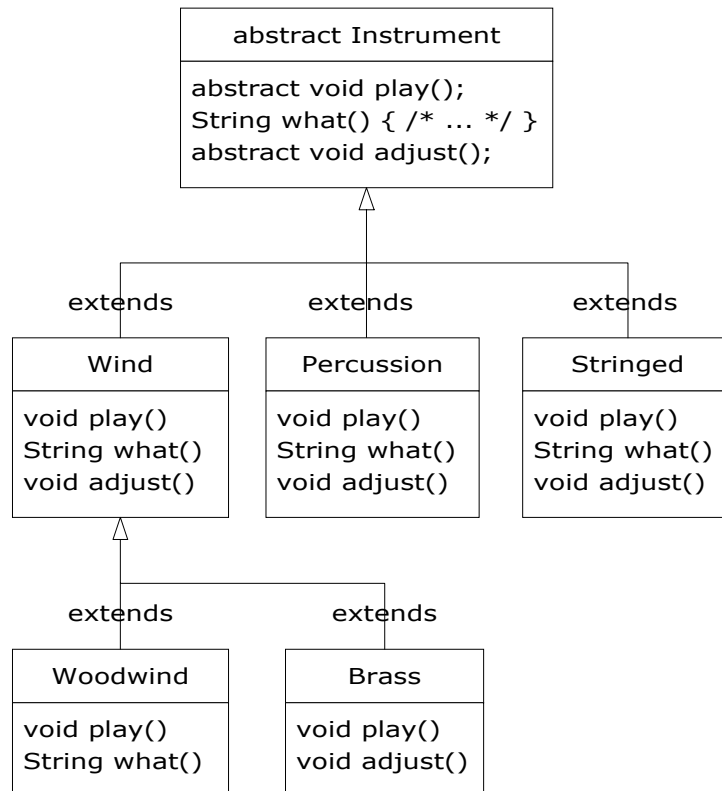 abstract Instrument
abstract void play();
String what() { /* ... */ }
abstract void adjust();
extends
extends
extends
Wind
void play()
String what()
void adjust()
Percussion
void play()
String what()
void adjust()
Stringed
void play()
String what()
void adjust()
extends
extends
Woodwind
void play()
String what()
Brass
void play()
void adjust()